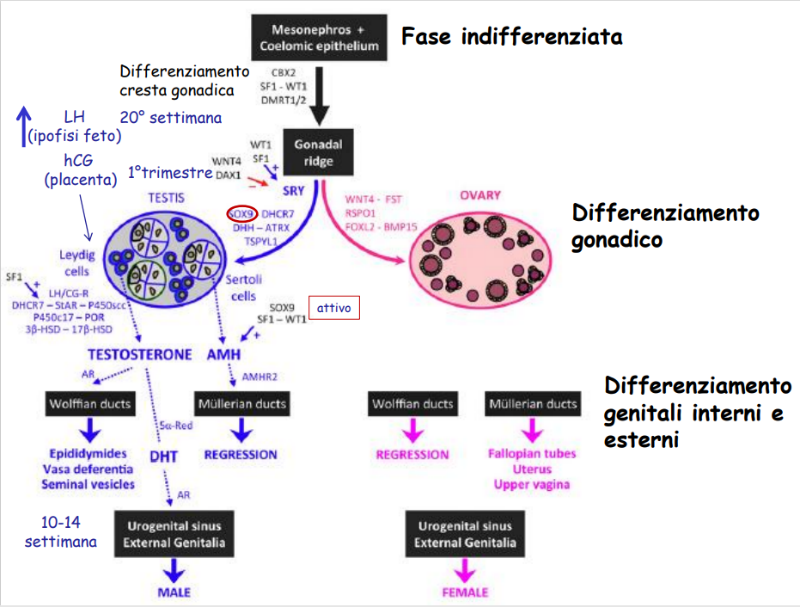 Mesonephros +
Coelomic epithelium
Fase indifferenziata
Differenziamento
cresta gonadica
CBX2
SF1 - WT1
DMRT1/2
LH
(ipofisi feto)
20° settimana
hCG
(placenta)
1°trimestre
Gonadal
ridge
WT1
SF1
+
WNT4
DAX1
–
SRY
TESTIS
SOX9 DHCR7
DHH – ATRX
TSPYL1
WNT4 - FST
RSPO1
FOXL2 - BMP15
OVARY
Differenziamento
gonadico
Leydig
cells
Sertoli
cells
SF1
+
LH/CG-R
DHCR7 – StAR – P450scc
P450c17 – POR
3β-HSD – 17β-HSD
SOX9
SF1 – WT1
+
attivo
TESTOSTERONE
AMH
AR
AMHR2
Differenziamento
genitali interni e
esterni
Wolffian ducts
Müllerian ducts
Wolffian ducts
Müllerian ducts
5α-Red
Epididymides
Vasa deferentia
Seminal vesicles
DHT
REGRESSION
REGRESSION
Fallopian tubes
Uterus
Upper vagina
AR
10-14
settimana
Urogenital sinus
External Genitalia
Urogenital sinus
External Genitalia
MALE
FEMALE